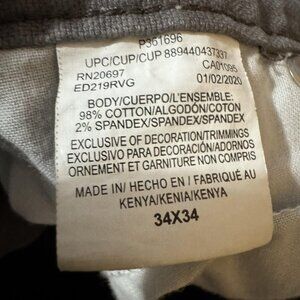 P361696
UPC/CUP/CUP 889440437337
RN20697 CA01095
ED219RVG 01/02/2020
BODY/CUERPO/L'ENSEMBLE:
98% COTTON/ALGODÓN/COTON
2% SPANDEX/SPANDEX/SPANDEX
EXCLUSIVE OF DECORATION/TRIMMINGS
EXCLUSIVO DE DECORACIÓN/ADORNOS
ORNEMENT ET GARNITURE NON COMPRIS
MADE IN/ HECHO EN / FABRIQUÉ AU
KENYA/KENIA/KENYA
34X34